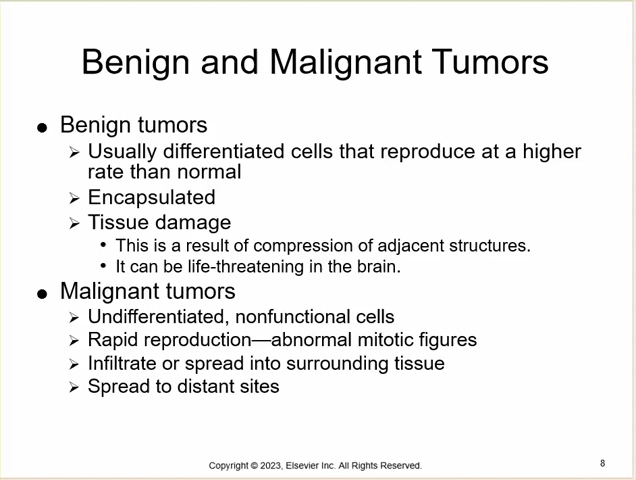 Benign and Malignant Tumors
● Benign tumors
➢ Usually differentiated cells that reproduce at a higher
rate than normal
➢ Encapsulated
➢ Tissue damage
• This is a result of compression of adjacent structures.
• It can be life-threatening in the brain.
● Malignant tumors
➢ Undifferentiated, nonfunctional cells
➢ Rapid reproduction—abnormal mitotic figures
➢ Infiltrate or spread into surrounding tissue
➢ Spread to distant sites
Copyright © 2023, Elsevier Inc. All Rights Reserved.
8